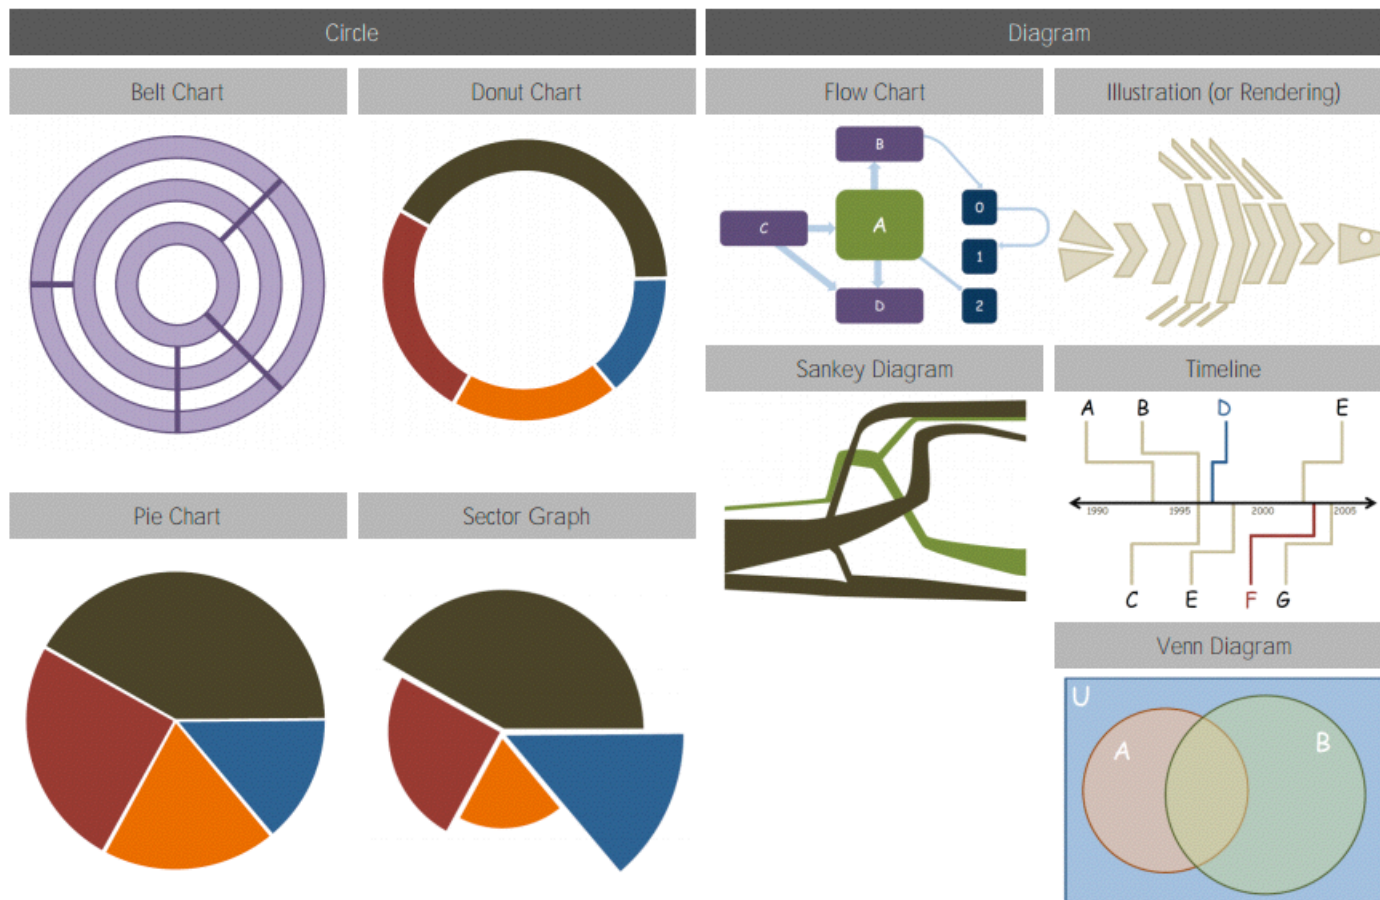 Circle
Diagram
Belt Chart
Donut Chart
Flow Chart
Illustration (or Rendering)
B
C
A
0
1
D
2
Sankey Diagram
Timeline
A
B
D
E
1990
1995
2000
2005
C
E
F
G
Pie Chart
Sector Graph
Venn Diagram
U
A
B